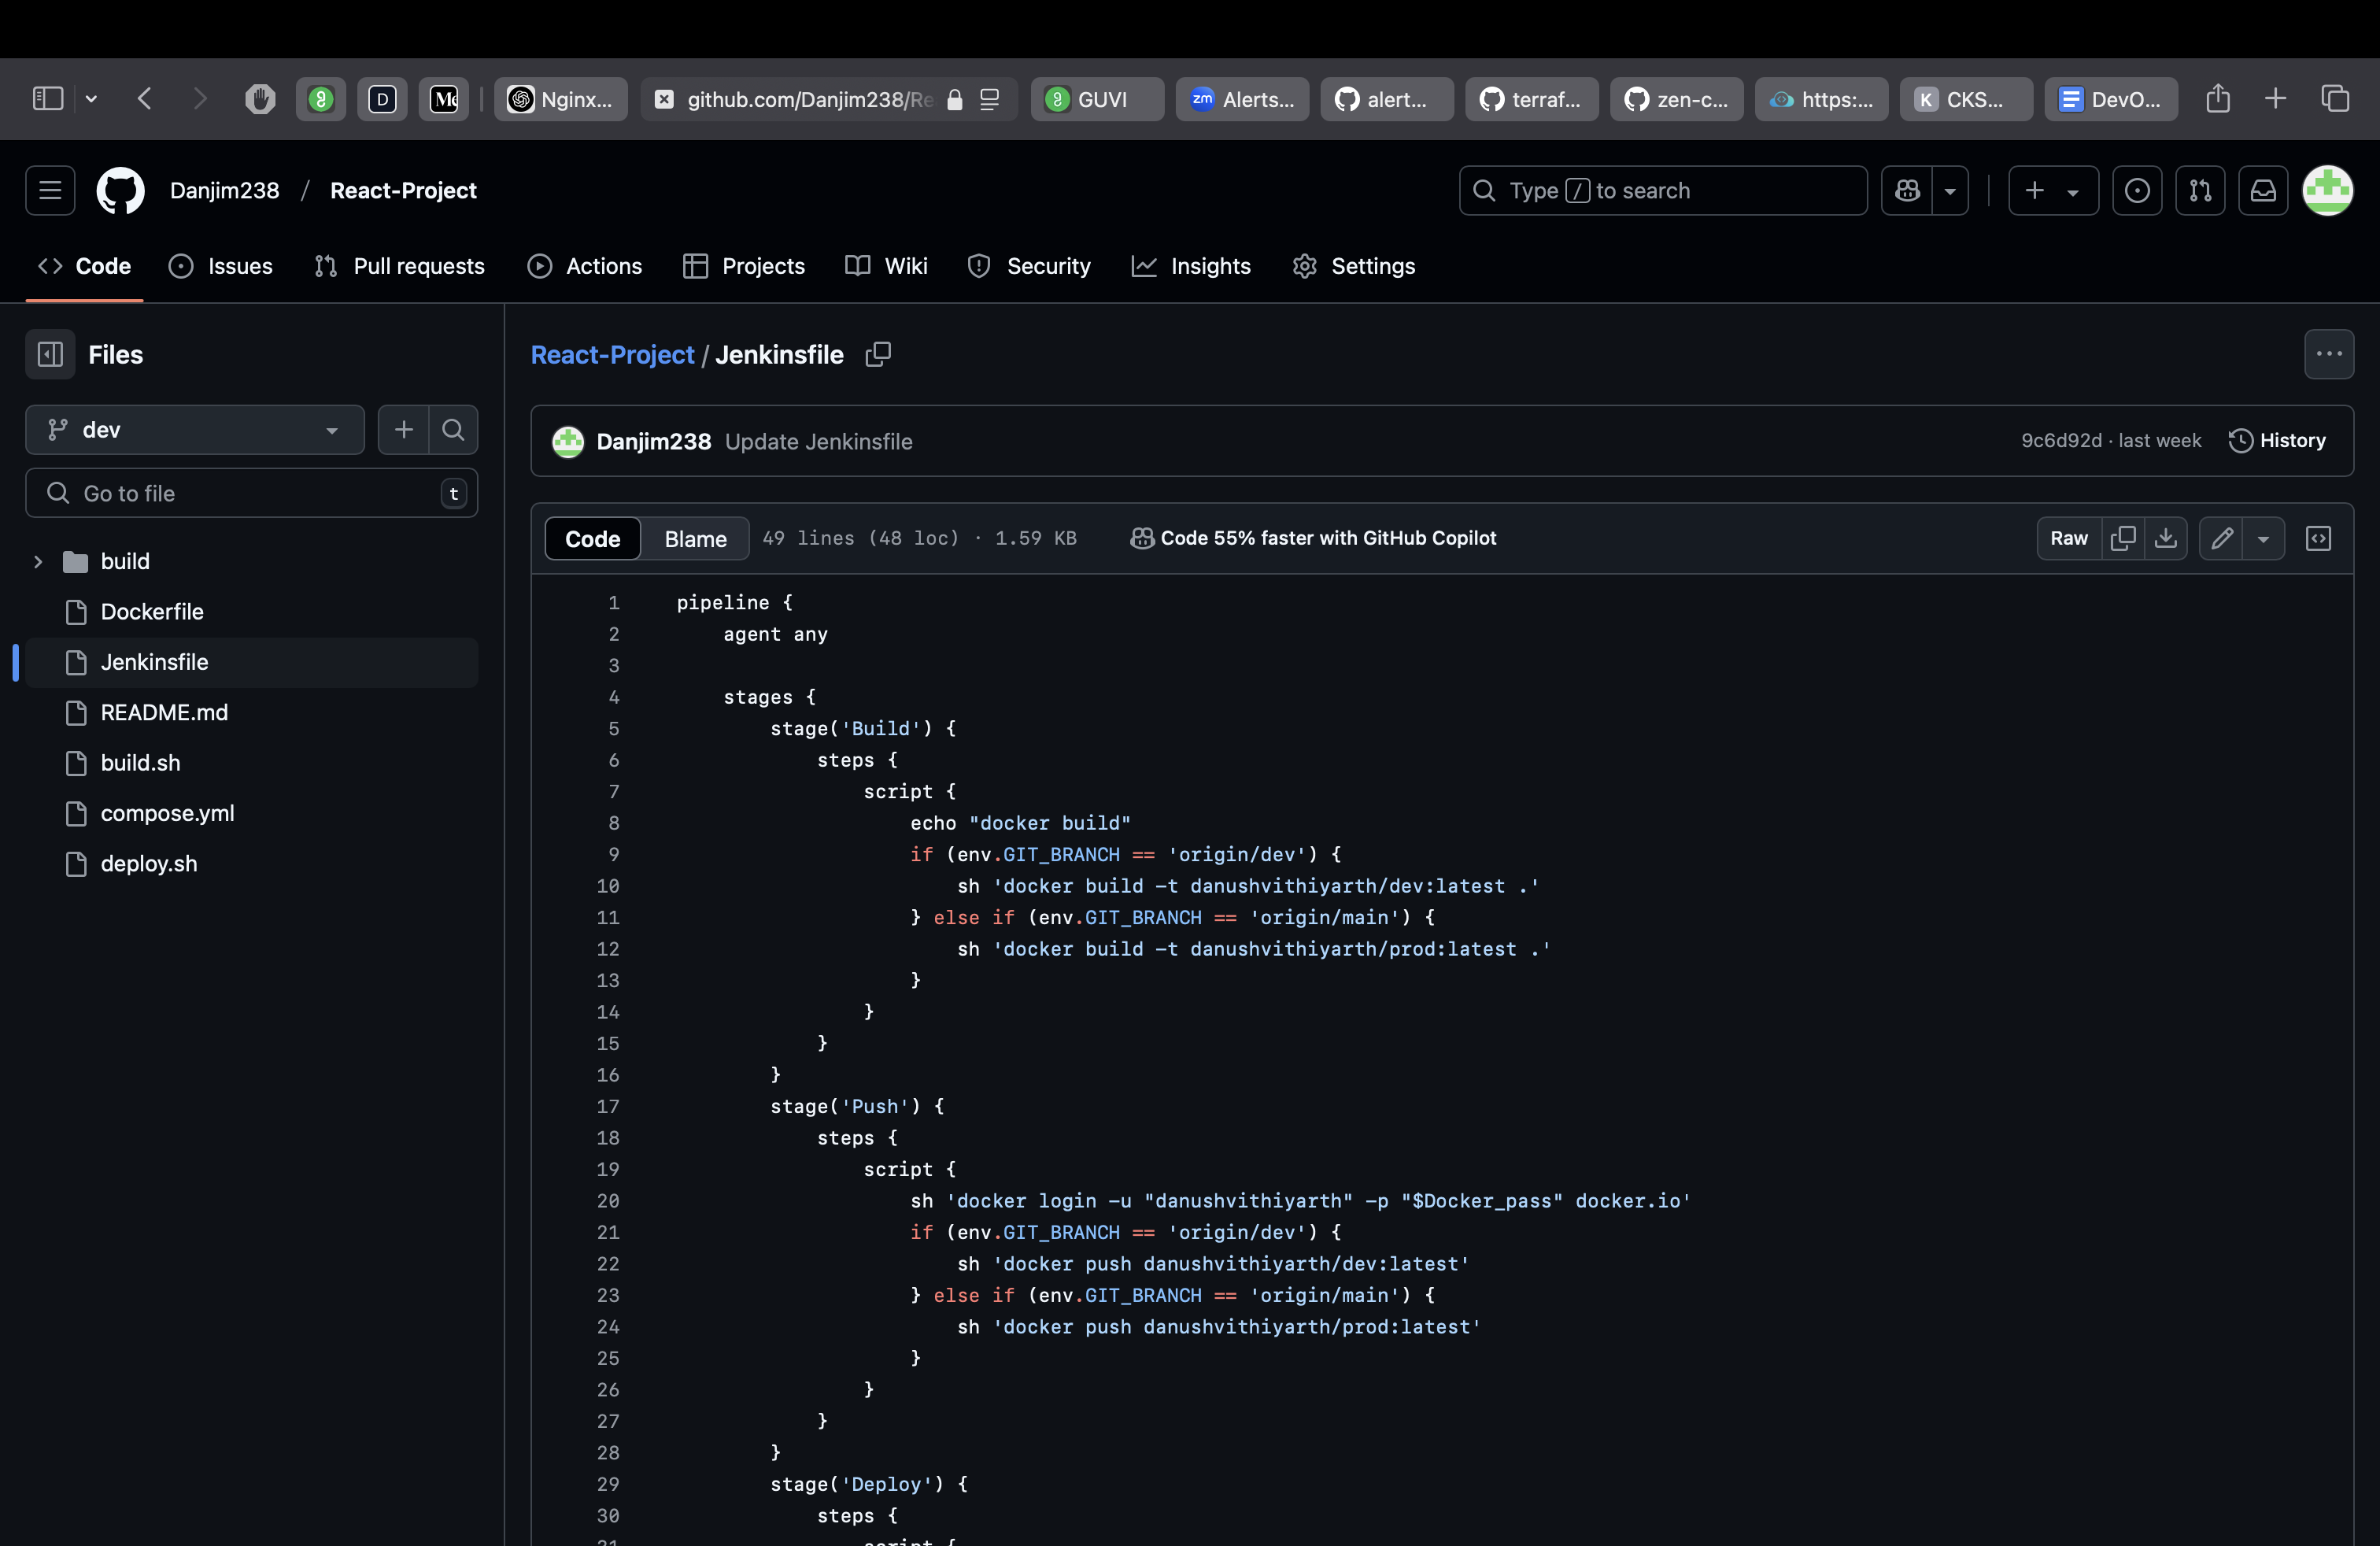 Nginx...
github.com/Danjim238/Re
GUVI
zm Alerts...
alert...
terraf...
zen-c...
https:...
K CKS...
DevO...
D
Danjim238 / React-Project
Type / to search
Code
Issues
Pull requests
Actions
Projects
Wiki
Security
Insights
Settings
Files
dev
Go to file t
build
Dockerfile
Jenkinsfile
README.md
build.sh
compose.yml
deploy.sh
React-Project / Jenkinsfile
...
Danjim238 Update Jenkinsfile
9c6d92d · last week History
Code Blame 49 lines (48 loc) · 1.59 KB Code 55% faster with GitHub Copilot Raw
1 pipeline {
2 agent any
3
4 stages {
5 stage('Build') {
6 steps {
7 script {
8 echo "docker build"
9 if (env.GIT_BRANCH == 'origin/dev') {
10 sh 'docker build -t danushvithiyarth/dev:latest .'
11 } else if (env.GIT_BRANCH == 'origin/main') {
12 sh 'docker build -t danushvithiyarth/prod:latest .'
13 }
14 }
15 }
16 }
17 stage('Push') {
18 steps {
19 script {
20 sh 'docker login -u "danushvithiyarth" -p "$Docker_pass" docker.io'
21 if (env.GIT_BRANCH == 'origin/dev') {
22 sh 'docker push danushvithiyarth/dev:latest'
23 } else if (env.GIT_BRANCH == 'origin/main') {
24 sh 'docker push danushvithiyarth/prod:latest'
25 }
26 }
27 }
28 }
29 stage('Deploy') {
30 steps {